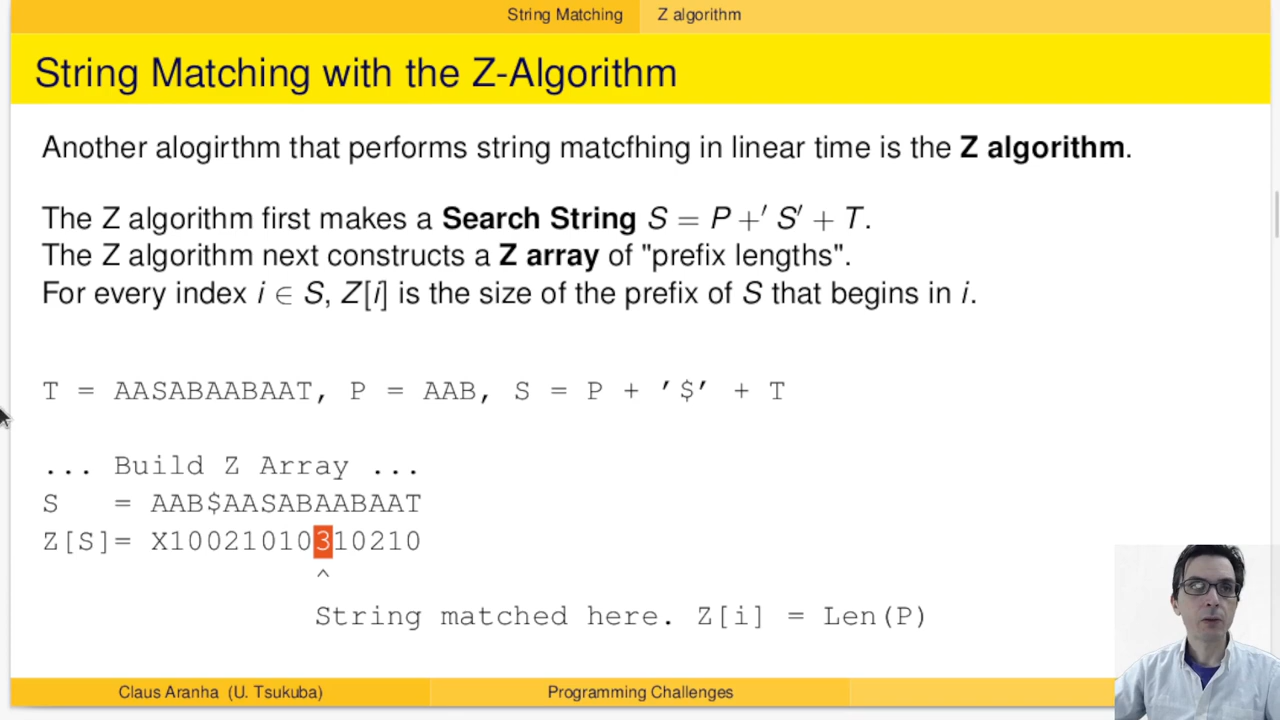 String Matching Z algorithm
String Matching with the Z-Algorithm
Another alogirthm that performs string matcfhing in linear time is the Z algorithm.
The Z algorithm first makes a Search String S = P +′ S′ + T.
The Z algorithm next constructs a Z array of "prefix lengths".
For every index i ∈ S, Z[i] is the size of the prefix of S that begins in i.
T = AASABAABAAT, P = AAB, S = P + ’$’ + T
... Build Z Array ...
S   = AAB$AASABAABAAT
Z[S]= X10021010310210
^
String matched here. Z[i] = Len(P)
Claus Aranha (U. Tsukuba) Programming Challenges